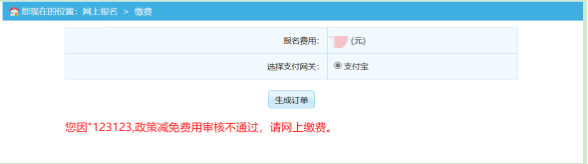 您现在的位置：网上报名 > 缴费
报名费用： (元)
选择支付网关： 支付宝
生成订单
您因"123123,政策减免费用审核不通过，请网上缴费。